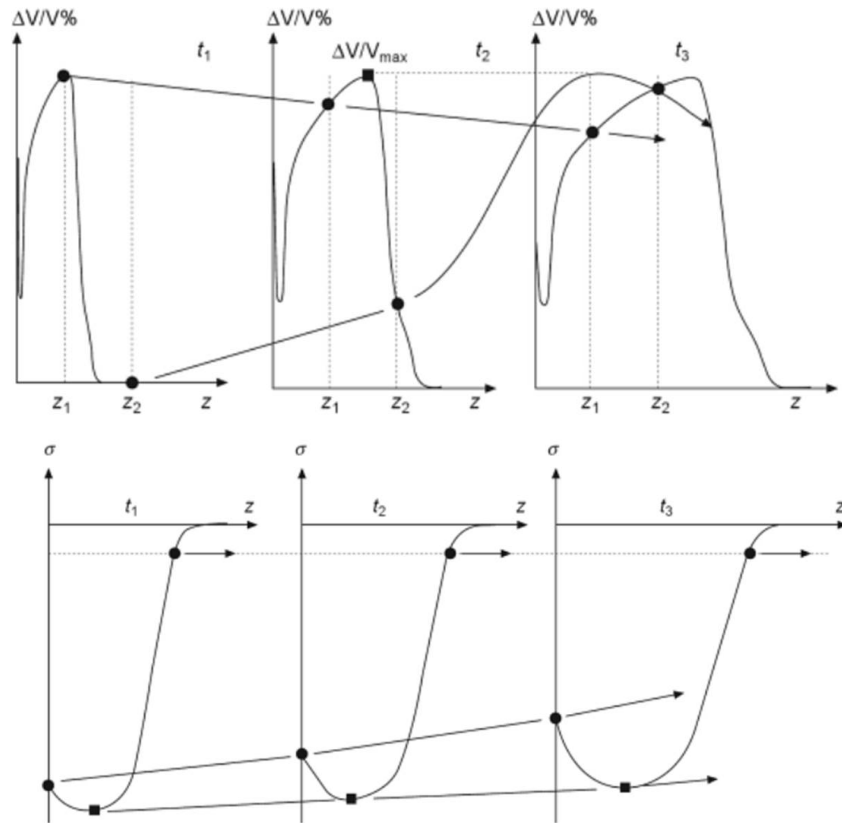 ΔV/V% ΔV/V% ΔV/V%
t₁ ΔV/Vmax t₂ t₃
z₁ z₂ z z₁ z₂ z z₁ z₂ z
σ σ σ
t₁ z t₂ z t₃ z